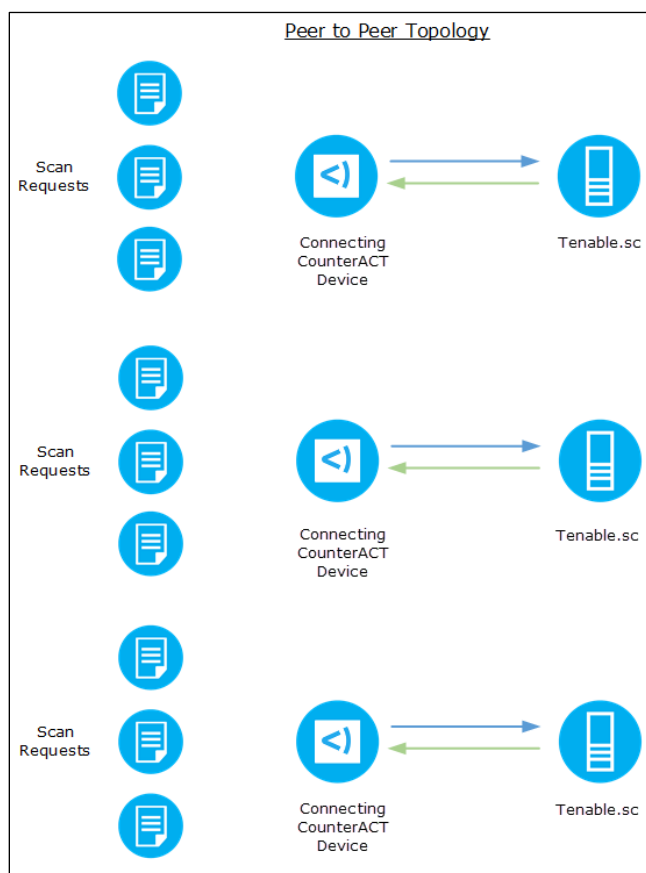 Peer to Peer Topology
Scan
Requests
Connecting
CounterACT
Device
Tenable.sc
Scan
Requests
Connecting
CounterACT
Device
Tenable.sc
Scan
Requests
Connecting
CounterACT
Device
Tenable.sc